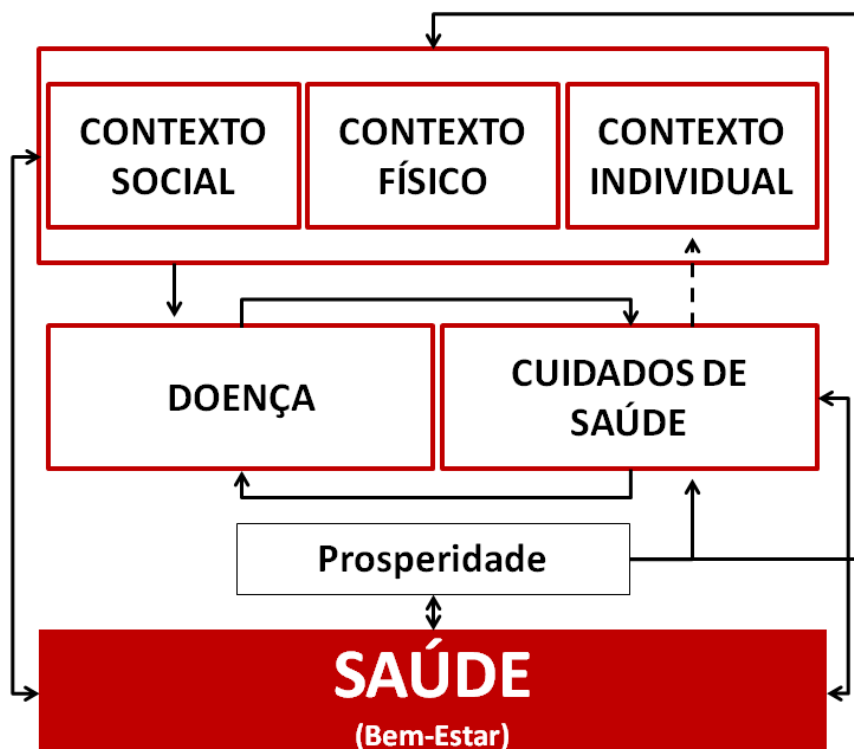 CONTEXTO
SOCIAL
CONTEXTO
FÍSICO
CONTEXTO
INDIVIDUAL
DOENÇA
CUIDADOS DE
SAÚDE
Prosperidade
SAÚDE
(Bem-Estar)